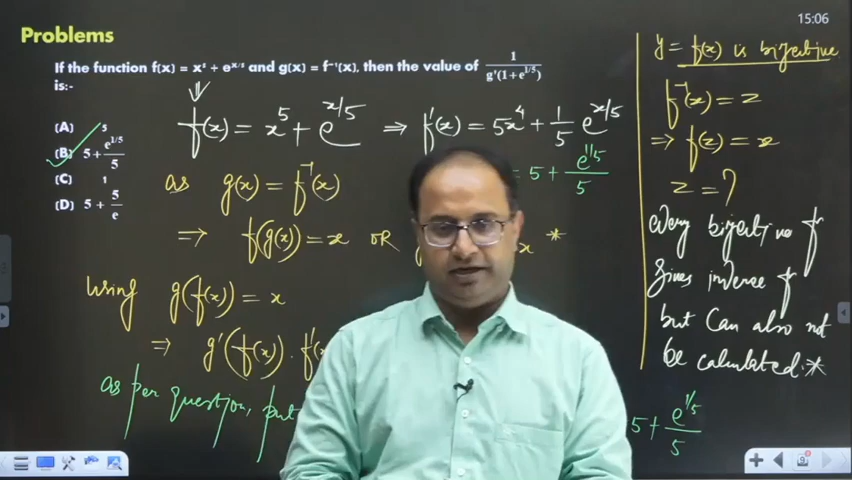 15:06
Problems
If the function f(x) = x⁵ + e^(x/5) and g(x) = f⁻¹(x), then the value of 1/g'(1+e^(1/5))
is:-
(A) 5
(B) 5 + e^(1/5)/5
(C) 1
(D) 5 + 5/e
f(x) = x⁵ + e^(x/5) ⇒ f'(x) = 5x⁴ + 1/5 e^(x/5)
= 5 + e^(1/5)/5
as g(x) = f⁻¹(x)
⇒ f(g(x)) = x OR g x *
using g(f(x)) = x
⇒ g'(f(x)) · f'(x
as per question, put
5 + e^(1/5)/5
y = f(x) is bijective
f⁻¹(x) = z
⇒ f(z) = x
z = ?
every bijective f
gives inverse f
but can also not
be calculated. *